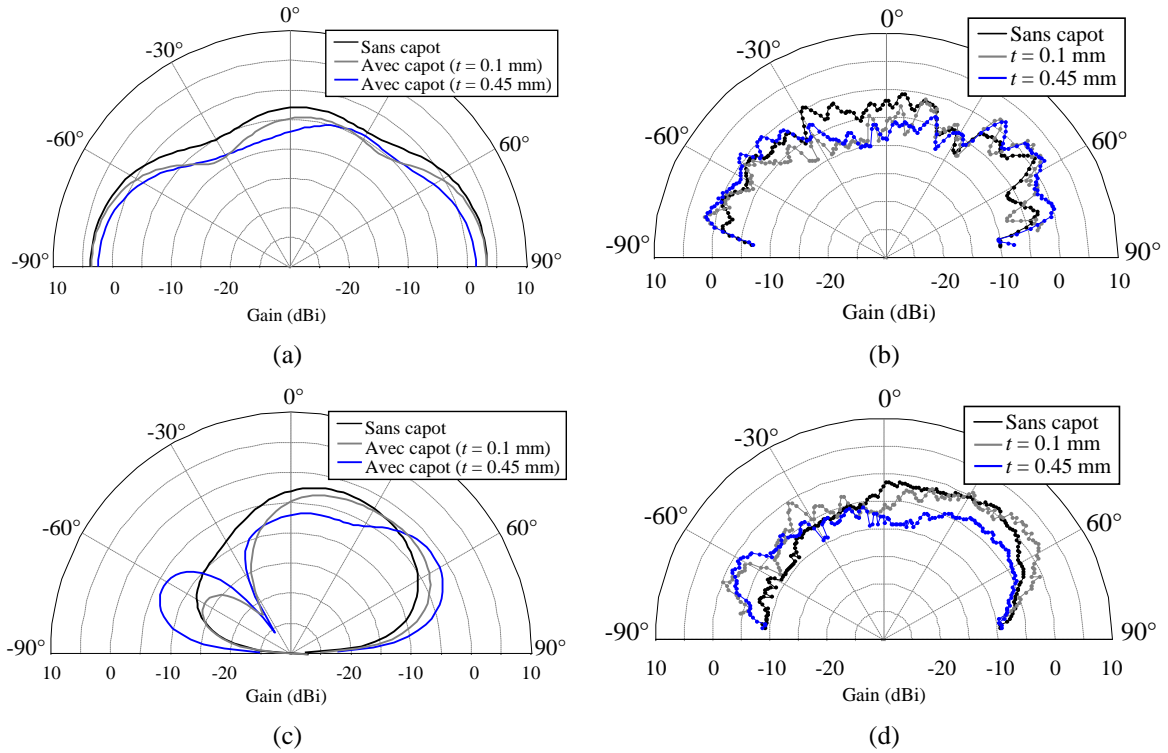 0°
-30°
-60°
60°
-90°
90°
Sans capot
Avec capot (t = 0.1 mm)
Avec capot (t = 0.45 mm)
10 0 -10 -20 -20 -10 0 10
Gain (dBi)
(a)
0°
-30°
-60°
60°
-90°
90°
Sans capot
t = 0.1 mm
t = 0.45 mm
10 0 -10 -20 -20 -10 0 10
Gain (dBi)
(b)
0°
-30°
-60°
60°
-90°
90°
Sans capot
Avec capot (t = 0.1 mm)
Avec capot (t = 0.45 mm)
10 0 -10 -20 -20 -10 0 10
Gain (dBi)
(c)
0°
-30°
-60°
60°
-90°
90°
Sans capot
t = 0.1 mm
t = 0.45 mm
10 0 -10 -20 -20 -10 0 10
Gain (dBi)
(d)